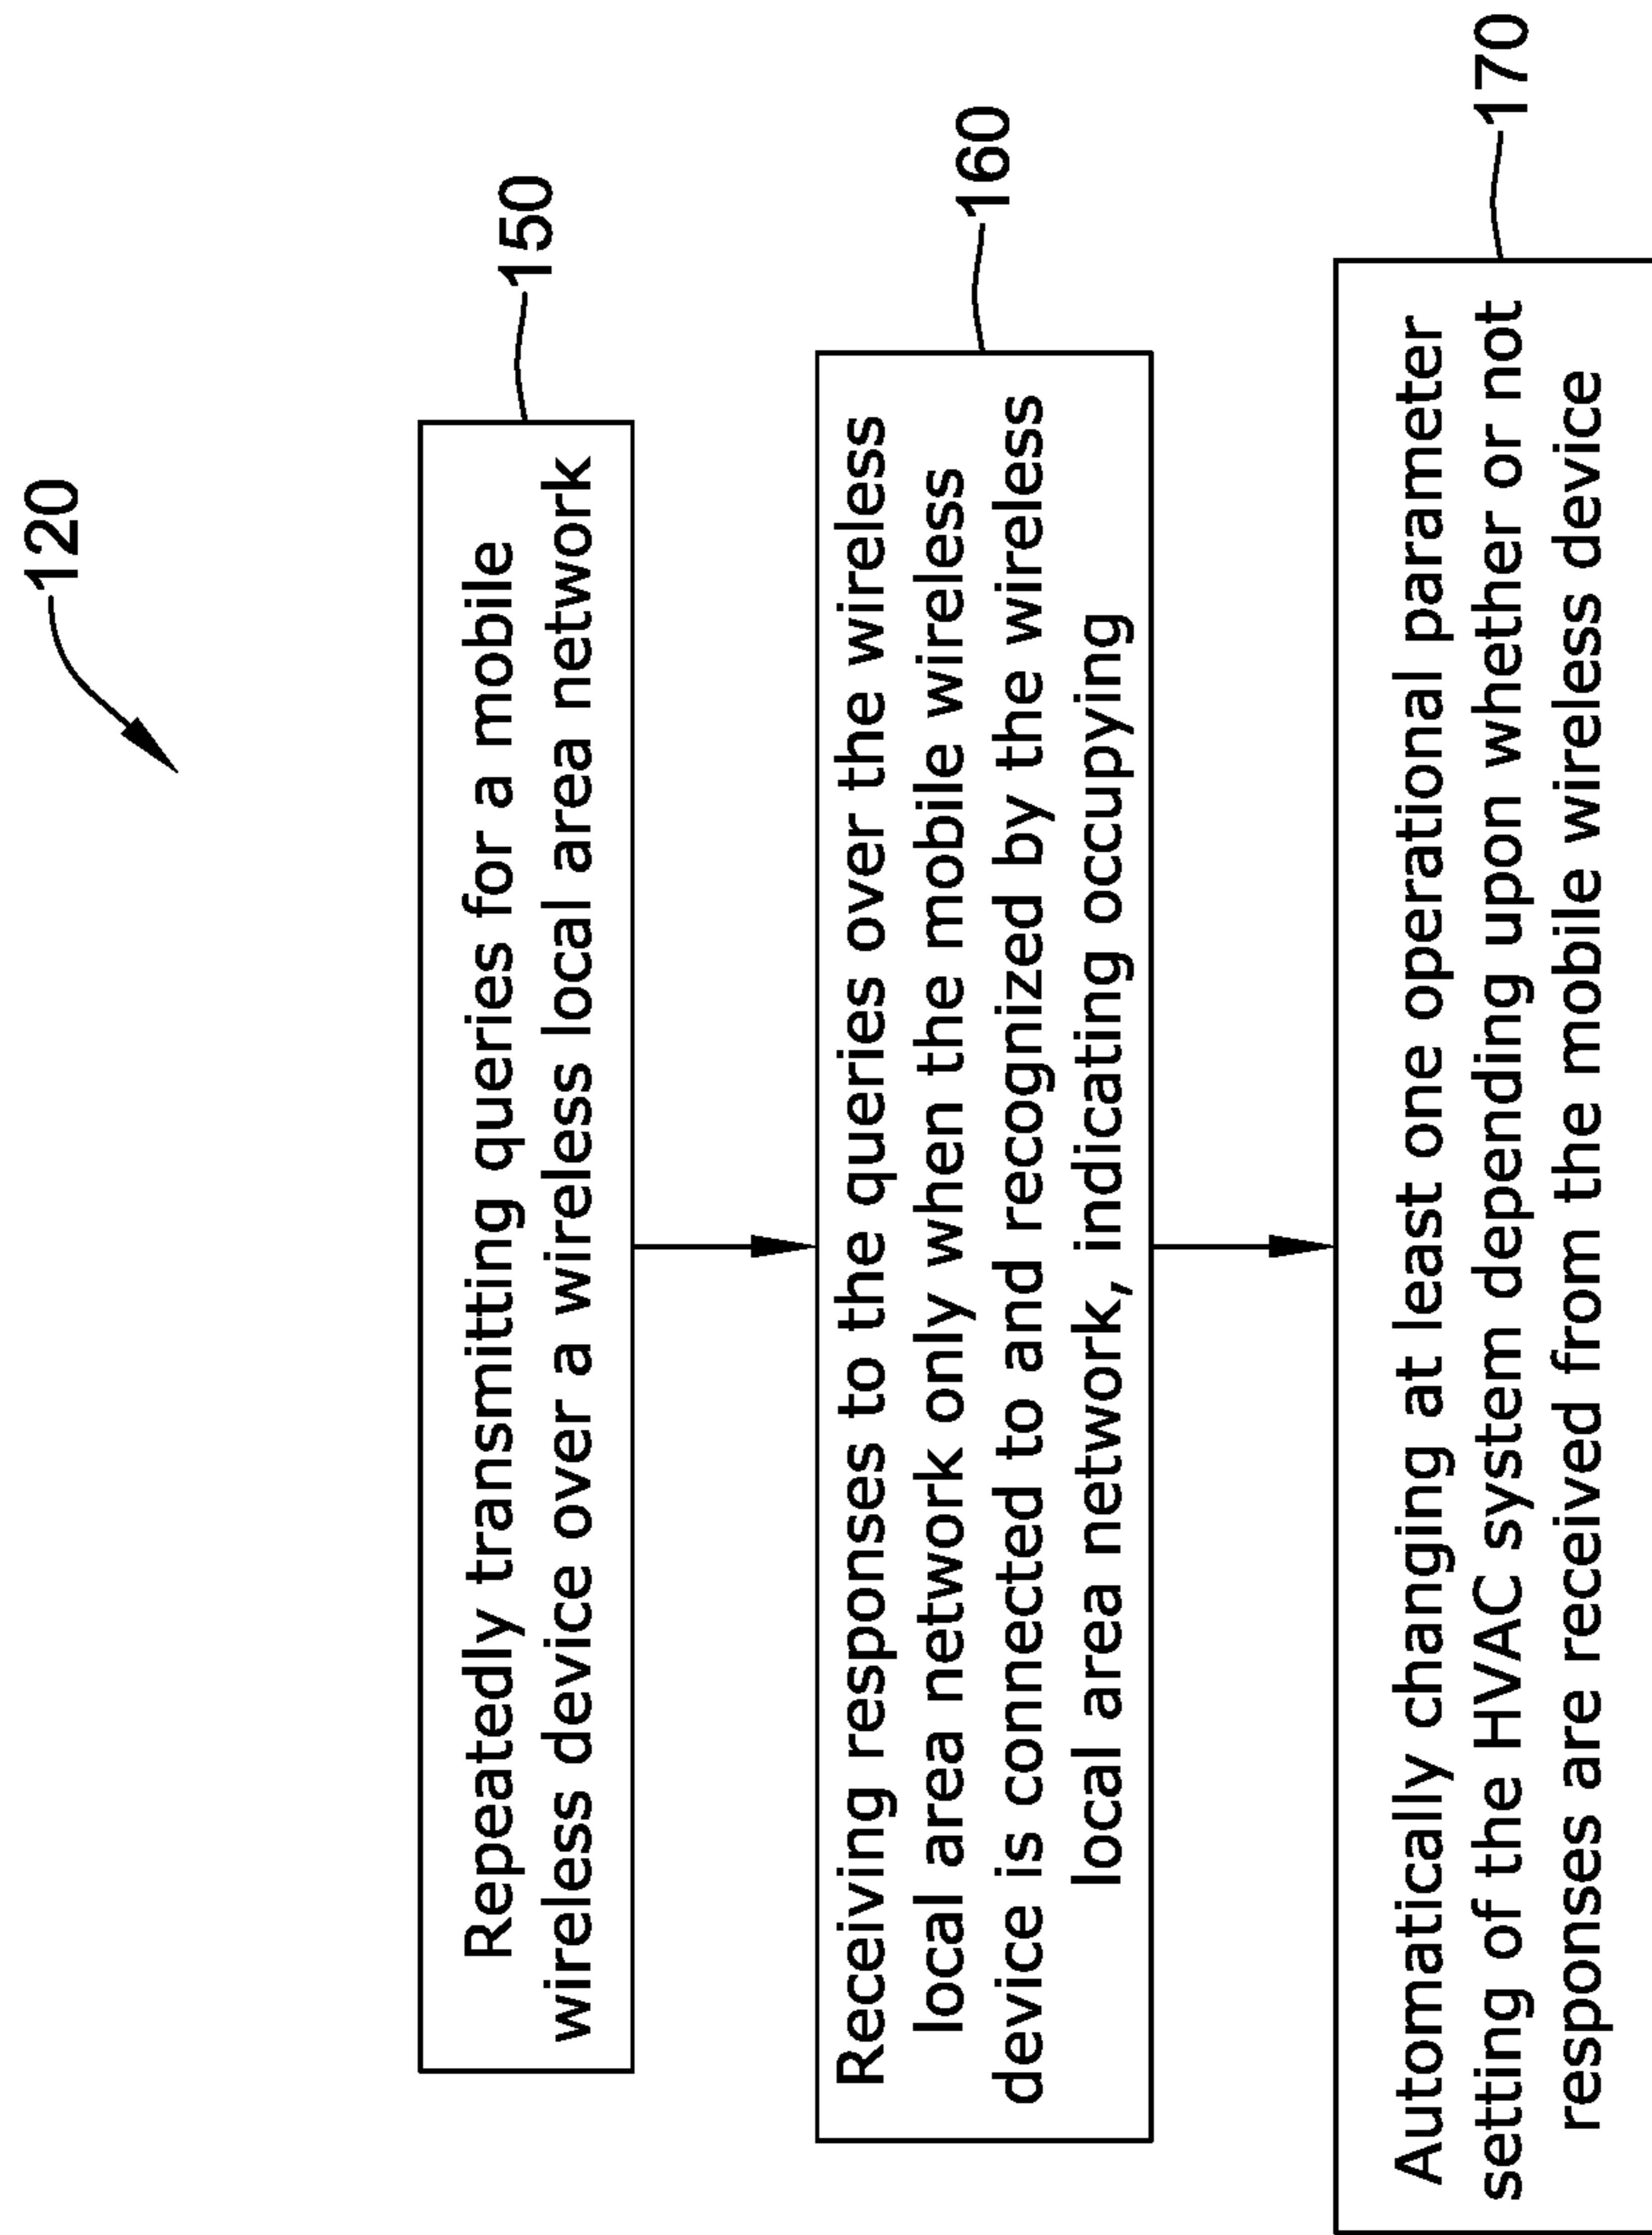 120
Repeatedly transmitting queries for a mobile
wireless device over a wireless local area network
150
Receiving responses to the queries over the wireless
local area network only when the mobile wireless
device is connected to and recognized by the wireless
local area network, indicating occupying
160
Automatically changing at least one operational parameter
setting of the HVAC system depending upon whether or not
responses are received from the mobile wireless device
170